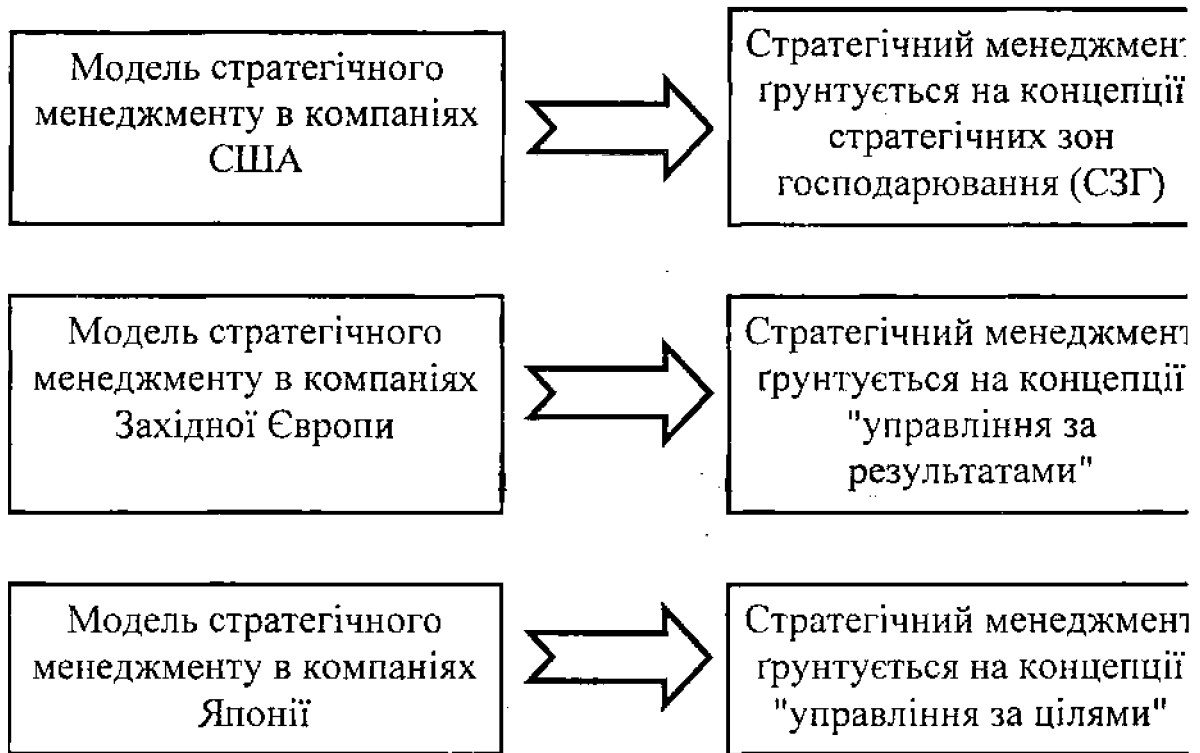 Модель стратегічного
менеджменту в компаніях
США
Стратегічний менеджмент
ґрунтується на концепції
стратегічних зон
господарювання (СЗГ)
Модель стратегічного
менеджменту в компаніях
Західної Європи
Стратегічний менеджмент
ґрунтується на концепції
"управління за
результатами"
Модель стратегічного
менеджменту в компаніях
Японії
Стратегічний менеджмент
ґрунтується на концепції
"управління за цілями"